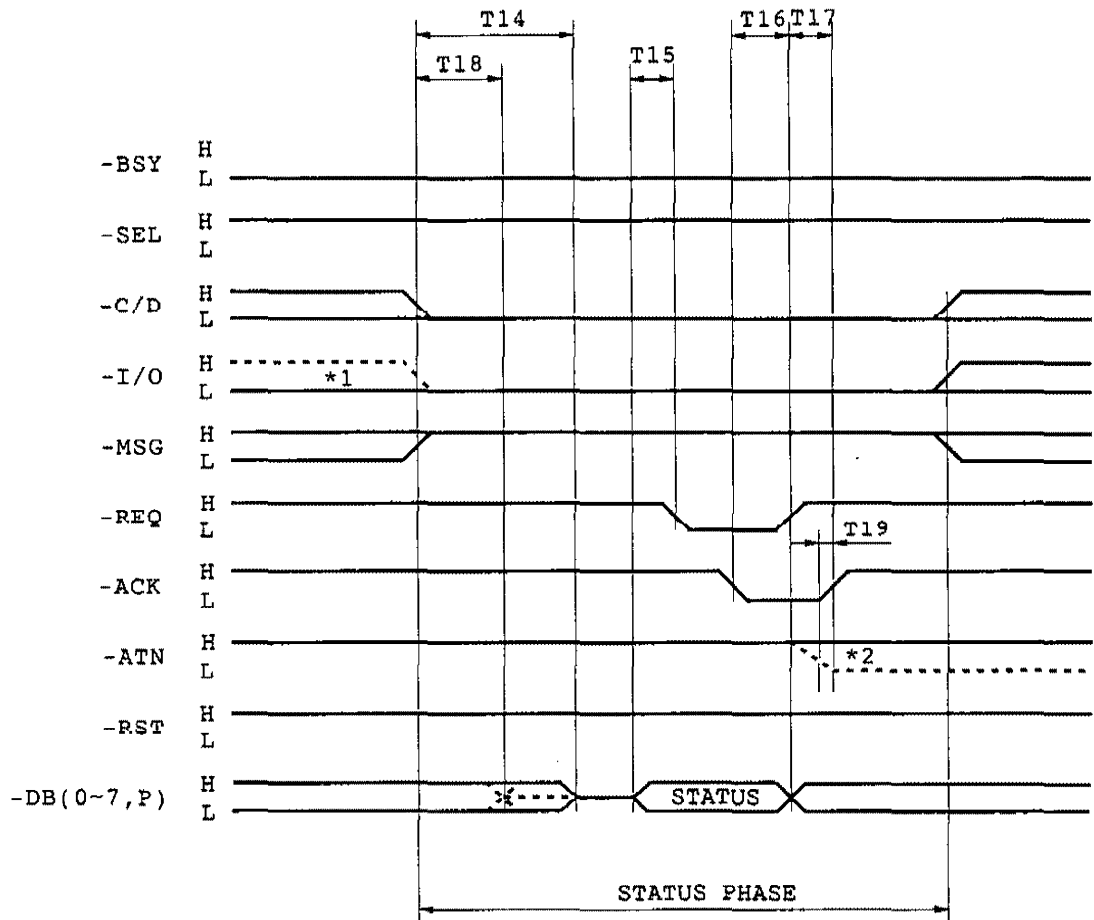 T14 T16 T17
T18 T15
-BSY H
L
-SEL H
L
-C/D H
L
-I/O H
L *1
-MSG H
L
-REQ H
L
T19
-ACK H
L
-ATN H
L *2
-RST H
L
-DB(0~7,P) H
L STATUS
STATUS PHASE